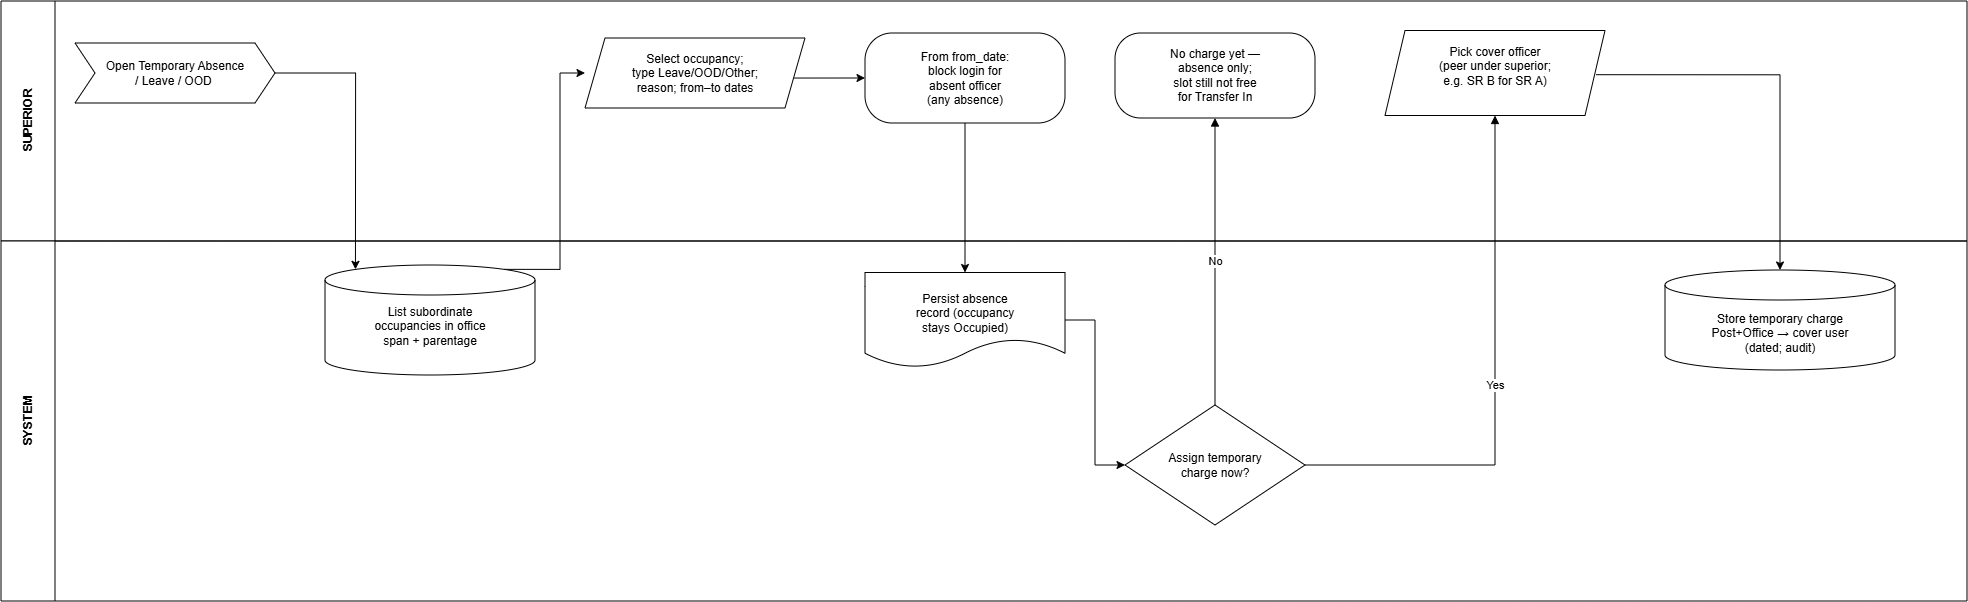 SUPERIOR
Open Temporary Absence
/ Leave / OOD
Select occupancy;
type Leave/OOD/Other;
reason; from–to dates
From from_date:
block login for
absent officer
(any absence)
No charge yet —
absence only;
slot still not free
for Transfer In
Pick cover officer
(peer under superior;
e.g. SR B for SR A)
SYSTEM
List subordinate
occupancies in office
span + parentage
Persist absence
record (occupancy
stays Occupied)
No
Assign temporary
charge now?
Yes
Store temporary charge
Post+Office → cover user
(dated; audit)